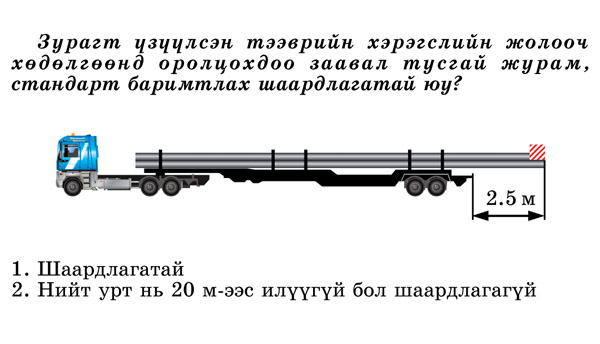 Зурагт үзүүлсэн тээврийн хэрэгслийн жолооч
хөдөлгөөнд оролцохдоо заавал тусгай журам,
стандарт баримтлах шаардлагатай юу?
2.5 м
1. Шаардлагатай
2. Нийт урт нь 20 м-ээс илүүгүй бол шаардлагагүй